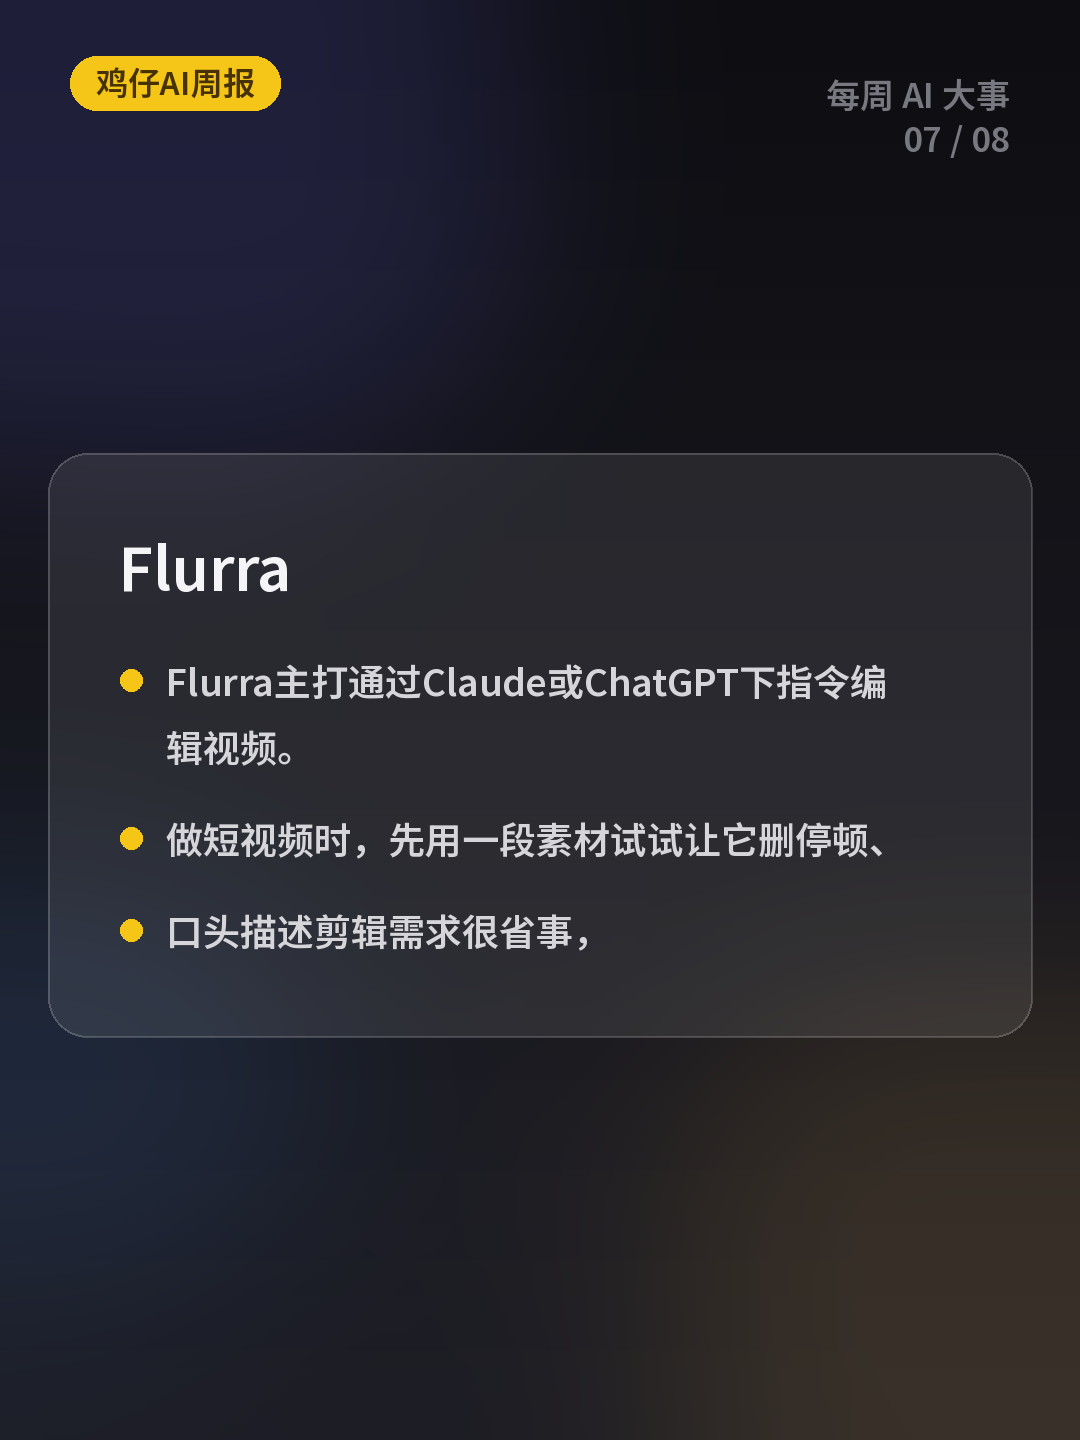 鸡仔AI周报
每周 AI 大事
07 / 08
Flurra
Flurra主打通过Claude或ChatGPT下指令编
辑视频。
做短视频时，先用一段素材试试让它删停顿、
口头描述剪辑需求很省事，